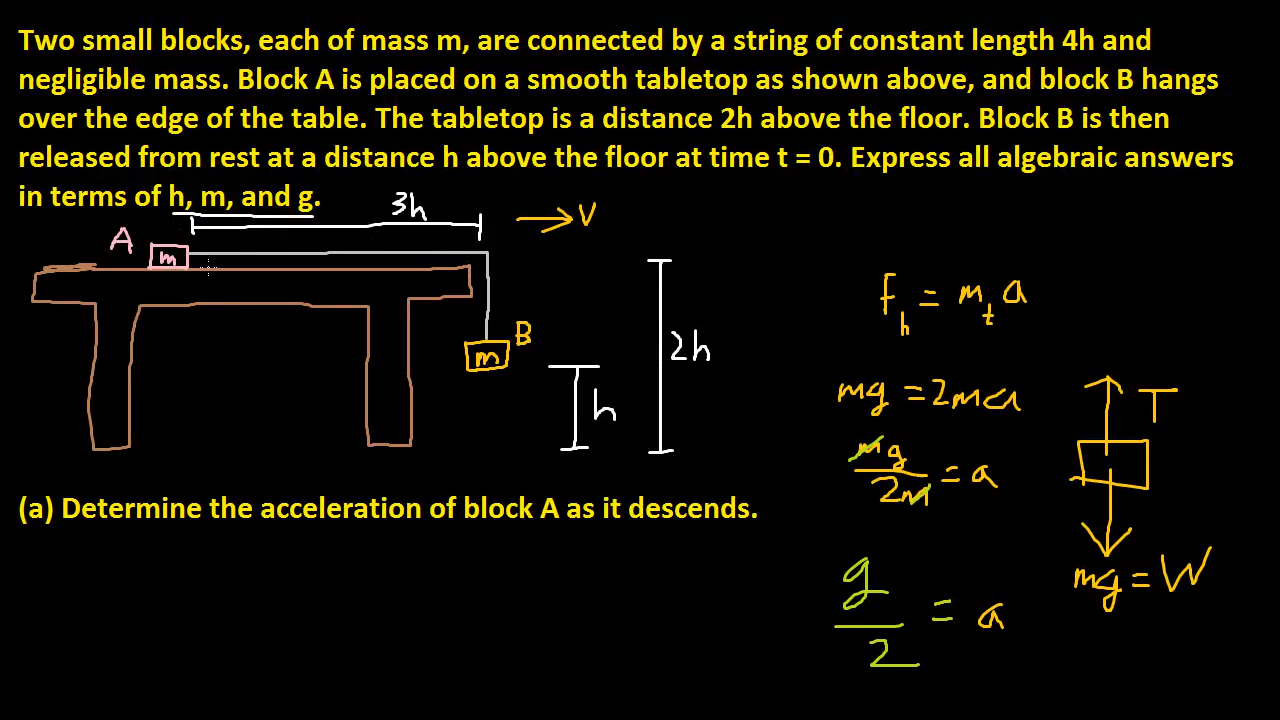 Two small blocks, each of mass m, are connected by a string of constant length 4h and
negligible mass. Block A is placed on a smooth tabletop as shown above, and block B hangs
over the edge of the table. The tabletop is a distance 2h above the floor. Block B is then
released from rest at a distance h above the floor at time t = 0. Express all algebraic answers
in terms of h, m, and g.
3h
V
A
m
B
m
2h
h
F_h = m_t a
mg = 2ma
mg/2m = a
T
mg = W
g/2 = a
(a) Determine the acceleration of block A as it descends.